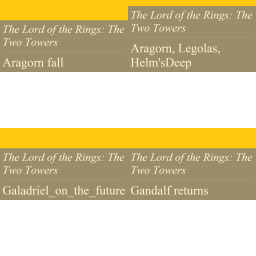 The Lord of the Rings: The
Two Towers
Aragorn fall
The Lord of the Rings: The
Two Towers
Aragorn, Legolas,
Helm'sDeep
The Lord of the Rings: The
Two Towers
Galadriel_on_the_future
The Lord of the Rings: The
Two Towers
Gandalf returns